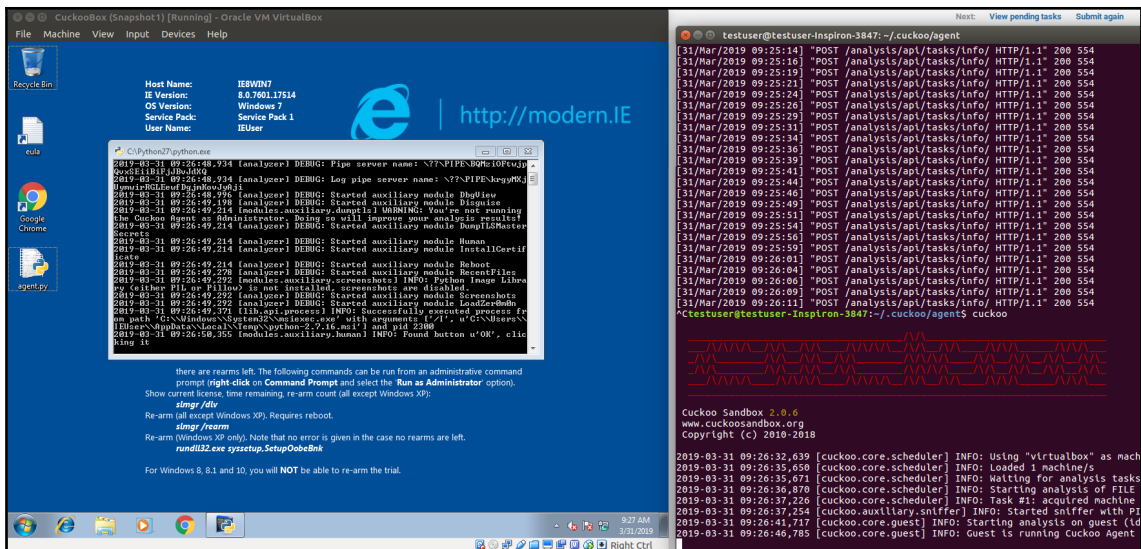 CuckooBox (Snapshot1) [Running] - Oracle VM VirtualBox
File Machine View Input Devices Help
Recycle Bin
eula
Google
Chrome
agent.py
Host Name: IE8WIN7
IE Version: 8.0.7601.17514
OS Version: Windows 7
Service Pack: Service Pack 1
User Name: IEUser
http://modern.IE
C:\Python27\python.exe
2019-03-31 09:26:48,934 [analyzer] DEBUG: Pipe server name: \??\PIPE\
2019-03-31 09:26:48,934 [analyzer] DEBUG: Log pipe server name: \??\PIPE\
2019-03-31 09:26:48,996 [analyzer] DEBUG: Started auxiliary module DbgView
2019-03-31 09:26:49,198 [analyzer] DEBUG: Started auxiliary module Disguise
2019-03-31 09:26:49,214 [modules.auxiliary.dumptls] WARNING: You're not running
the Cuckoo Agent as Administrator. Doing so will improve your analysis results!
2019-03-31 09:26:49,214 [analyzer] DEBUG: Started auxiliary module DumpTLSMaster
Secrets
2019-03-31 09:26:49,214 [analyzer] DEBUG: Started auxiliary module Human
2019-03-31 09:26:49,214 [analyzer] DEBUG: Started auxiliary module InstallCertif
icate
2019-03-31 09:26:49,214 [analyzer] DEBUG: Started auxiliary module Reboot
2019-03-31 09:26:49,278 [analyzer] DEBUG: Started auxiliary module RecentFiles
2019-03-31 09:26:49,292 [modules.auxiliary.screenshots] INFO: Python Image Libra
ry (either PIL or Pillow) is not installed, screenshots are disabled.
2019-03-31 09:26:49,292 [analyzer] DEBUG: Started auxiliary module Screenshots
2019-03-31 09:26:49,292 [analyzer] DEBUG: Started auxiliary module LoadZer0m0n
2019-03-31 09:26:49,371 [lib.api.process] INFO: Successfully executed process fr
om path 'C:\\Windows\\System32\\msiexec.exe' with arguments ['/I', u'C:\\Users\\
IEUser\\AppData\\Local\\Temp\\python-2.7.16.msi'] and pid 2300
2019-03-31 09:26:50,355 [modules.auxiliary.human] INFO: Found button u'OK', clic
king it
there are rearms left. The following commands can be run from an administrative command
prompt (right-click on Command Prompt and select the 'Run as Administrator' option).
Show current license, time remaining, re-arm count (all except Windows XP):
slmgr /dlv
Re-arm (all except Windows XP). Requires reboot.
slmgr /rearm
Re-arm (Windows XP only). Note that no error is given in the case no rearms are left.
rundll32.exe syssetup,SetupOobeBnk
For Windows 8, 8.1 and 10, you will NOT be able to re-arm the trial.
9:27 AM
3/31/2019
Right Ctrl
Next: View pending tasks Submit again
testuser@testuser-Inspiron-3847: ~/.cuckoo/agent
[31/Mar/2019 09:25:14] "POST /analysis/api/tasks/info/ HTTP/1.1" 200 554
[31/Mar/2019 09:25:16] "POST /analysis/api/tasks/info/ HTTP/1.1" 200 554
[31/Mar/2019 09:25:19] "POST /analysis/api/tasks/info/ HTTP/1.1" 200 554
[31/Mar/2019 09:25:21] "POST /analysis/api/tasks/info/ HTTP/1.1" 200 554
[31/Mar/2019 09:25:24] "POST /analysis/api/tasks/info/ HTTP/1.1" 200 554
[31/Mar/2019 09:25:26] "POST /analysis/api/tasks/info/ HTTP/1.1" 200 554
[31/Mar/2019 09:25:29] "POST /analysis/api/tasks/info/ HTTP/1.1" 200 554
[31/Mar/2019 09:25:31] "POST /analysis/api/tasks/info/ HTTP/1.1" 200 554
[31/Mar/2019 09:25:34] "POST /analysis/api/tasks/info/ HTTP/1.1" 200 554
[31/Mar/2019 09:25:36] "POST /analysis/api/tasks/info/ HTTP/1.1" 200 554
[31/Mar/2019 09:25:39] "POST /analysis/api/tasks/info/ HTTP/1.1" 200 554
[31/Mar/2019 09:25:41] "POST /analysis/api/tasks/info/ HTTP/1.1" 200 554
[31/Mar/2019 09:25:44] "POST /analysis/api/tasks/info/ HTTP/1.1" 200 554
[31/Mar/2019 09:25:46] "POST /analysis/api/tasks/info/ HTTP/1.1" 200 554
[31/Mar/2019 09:25:49] "POST /analysis/api/tasks/info/ HTTP/1.1" 200 554
[31/Mar/2019 09:25:51] "POST /analysis/api/tasks/info/ HTTP/1.1" 200 554
[31/Mar/2019 09:25:54] "POST /analysis/api/tasks/info/ HTTP/1.1" 200 554
[31/Mar/2019 09:25:56] "POST /analysis/api/tasks/info/ HTTP/1.1" 200 554
[31/Mar/2019 09:25:59] "POST /analysis/api/tasks/info/ HTTP/1.1" 200 554
[31/Mar/2019 09:26:01] "POST /analysis/api/tasks/info/ HTTP/1.1" 200 554
[31/Mar/2019 09:26:04] "POST /analysis/api/tasks/info/ HTTP/1.1" 200 554
[31/Mar/2019 09:26:06] "POST /analysis/api/tasks/info/ HTTP/1.1" 200 554
[31/Mar/2019 09:26:09] "POST /analysis/api/tasks/info/ HTTP/1.1" 200 554
[31/Mar/2019 09:26:11] "POST /analysis/api/tasks/info/ HTTP/1.1" 200 554
^Ctestuser@testuser-Inspiron-3847:~/.cuckoo/agent$ cuckoo
Cuckoo Sandbox 2.0.6
www.cuckoosandbox.org
Copyright (c) 2010-2018
2019-03-31 09:26:32,639 [cuckoo.core.scheduler] INFO: Using "virtualbox" as mach
2019-03-31 09:26:35,650 [cuckoo.core.scheduler] INFO: Loaded 1 machine/s
2019-03-31 09:26:35,671 [cuckoo.core.scheduler] INFO: Waiting for analysis tasks
2019-03-31 09:26:36,870 [cuckoo.core.scheduler] INFO: Starting analysis of FILE
2019-03-31 09:26:37,226 [cuckoo.core.scheduler] INFO: Task #1: acquired machine
2019-03-31 09:26:37,254 [cuckoo.auxiliary.sniffer] INFO: Started sniffer with PI
2019-03-31 09:26:41,717 [cuckoo.core.guest] INFO: Starting analysis on guest (id
2019-03-31 09:26:46,785 [cuckoo.core.guest] INFO: Guest is running Cuckoo Agent